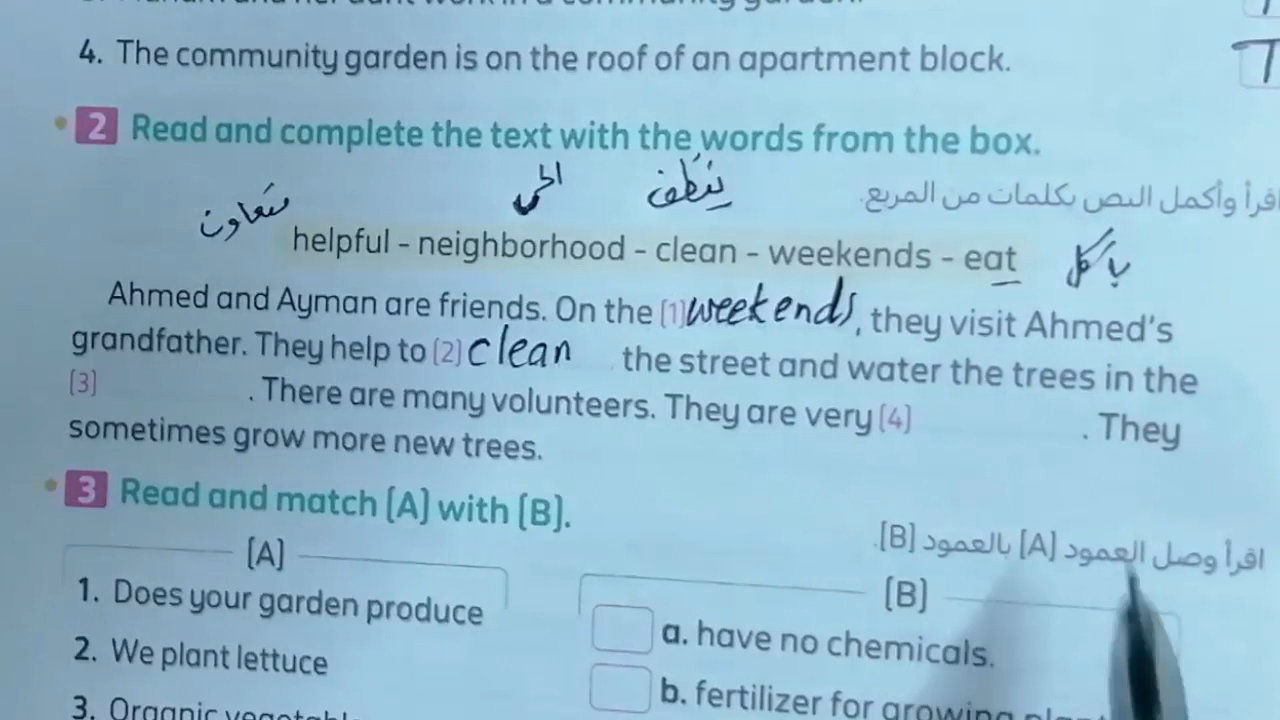 4. The community garden is on the roof of an apartment block.
T
2 Read and complete the text with the words from the box.
اقرأ وأكمل النص بكلمات من المربع.
متعاون الحي ينظف يأكل
helpful - neighborhood - clean - weekends - eat
Ahmed and Ayman are friends. On the [1] weekends, they visit Ahmed's
grandfather. They help to [2] clean the street and water the trees in the
[3] . There are many volunteers. They are very [4] . They
sometimes grow more new trees.
3 Read and match [A] with [B].
اقرأ وصل العمود [A] بالعمود [B].
[A]
[B]
1. Does your garden produce
a. have no chemicals.
2. We plant lettuce
b. fertilizer for growing
3. Organic